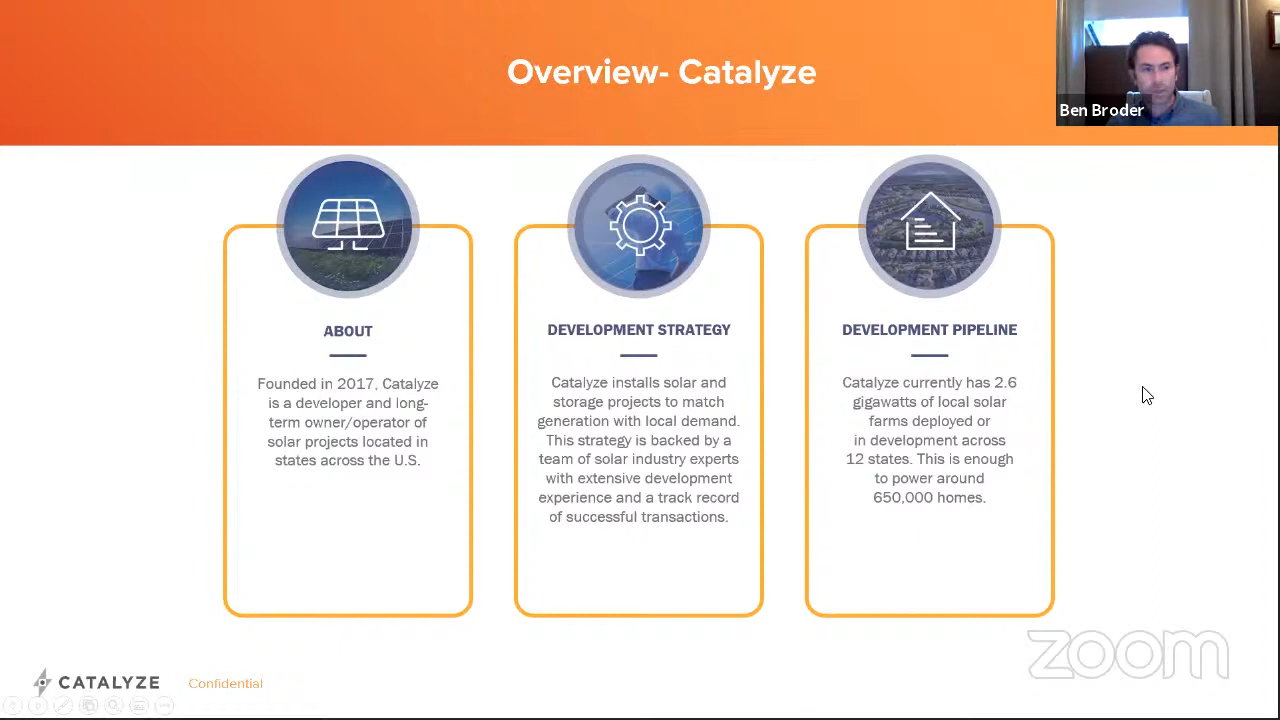 Overview- Catalyze
Ben Broder
ABOUT
Founded in 2017, Catalyze
is a developer and long-
term owner/operator of
solar projects located in
states across the U.S.
DEVELOPMENT STRATEGY
Catalyze installs solar and
storage projects to match
generation with local demand.
This strategy is backed by a
team of solar industry experts
with extensive development
experience and a track record
of successful transactions.
DEVELOPMENT PIPELINE
Catalyze currently has 2.6
gigawatts of local solar
farms deployed or
in development across
12 states. This is enough
to power around
650,000 homes.
CATALYZE
Confidential
zoom